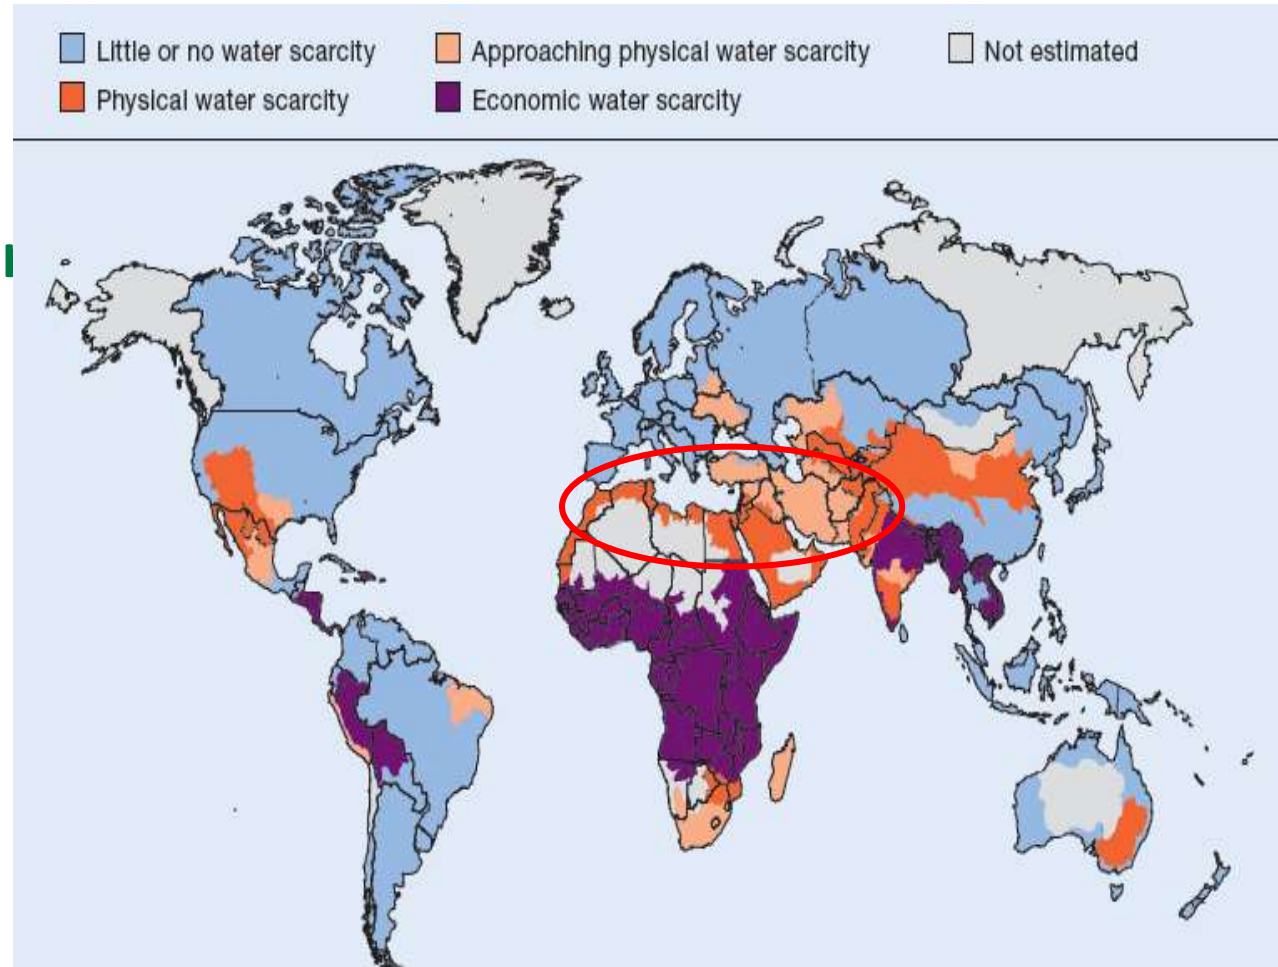 Little or no water scarcity
Approaching physical water scarcity
Not estimated
Physical water scarcity
Economic water scarcity